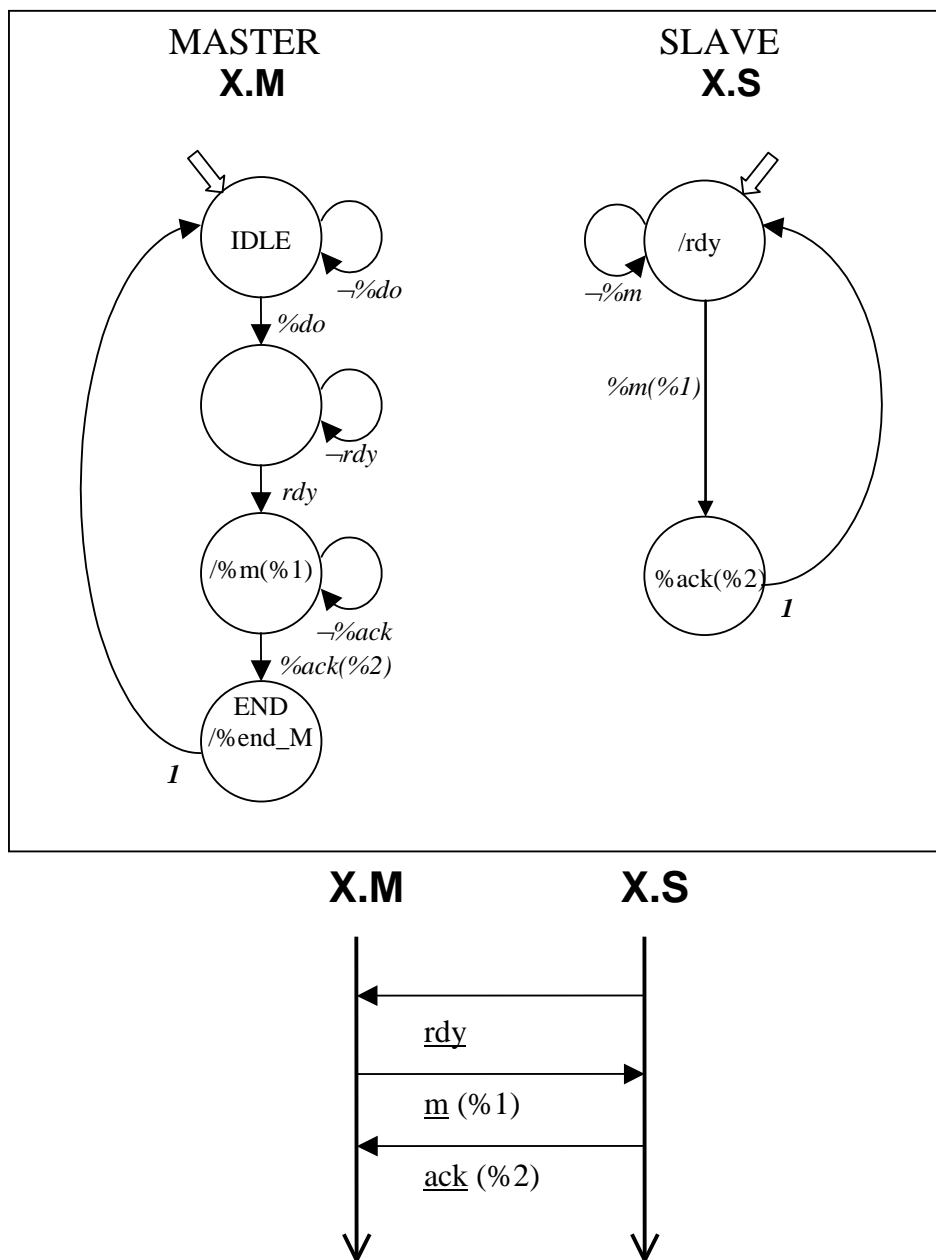 MASTER
X.M
SLAVE
X.S
IDLE
¬%do
%do
¬rdy
rdy
/%m(%1)
¬%ack
%ack(%2)
END
/%end_M
1
/rdy
¬%m
%m(%1)
%ack(%2)
1
X.M
X.S
rdy
m (%1)
ack (%2)